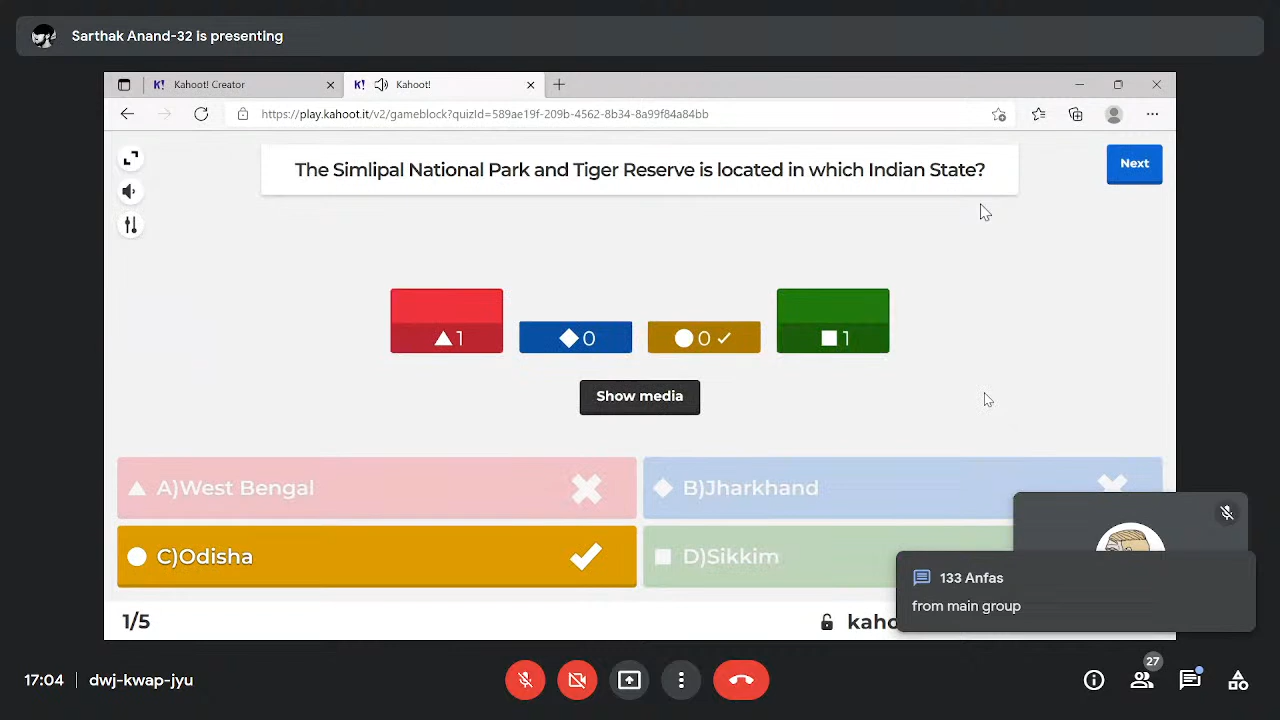 Sarthak Anand-32 is presenting
K! Kahoot! Creator
K! Kahoot!
https://play.kahoot.it/v2/gameblock?quizId=589ae19f-209b-4562-8b34-8a99f84a84bb
The Simlipal National Park and Tiger Reserve is located in which Indian State?
Next
1
0
0
1
Show media
A)West Bengal
B)Jharkhand
C)Odisha
D)Sikkim
133 Anfas
from main group
1/5
kaho
17:04
dwj-kwap-jyu
27